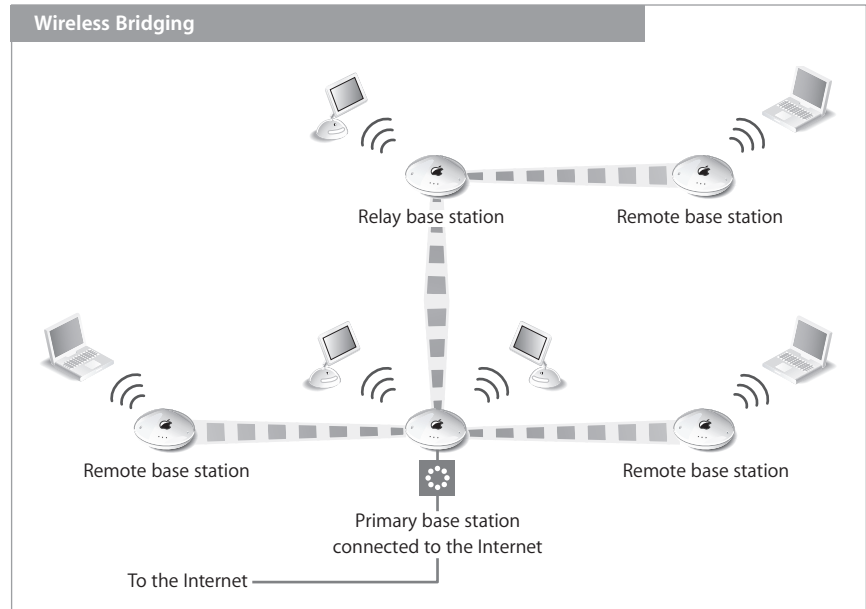 Wireless Bridging
Relay base station
Remote base station
Remote base station
Remote base station
Primary base station
connected to the Internet
To the Internet